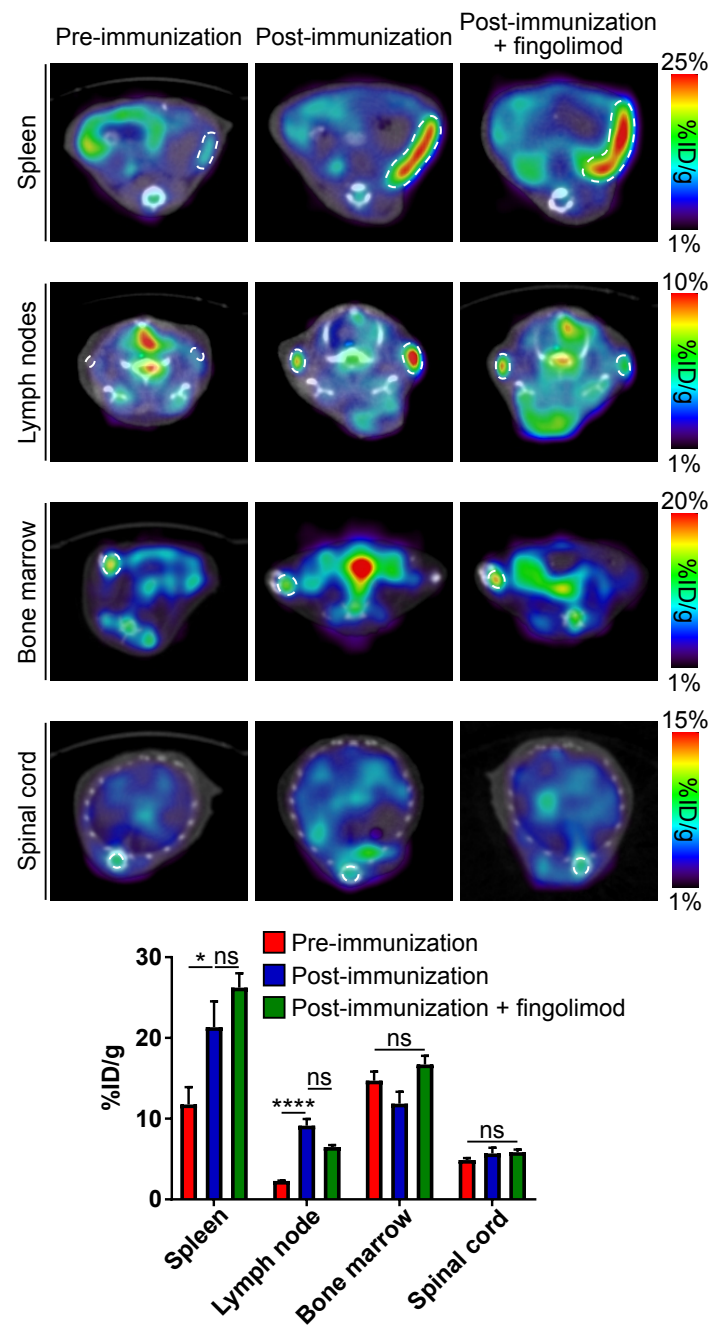 Pre-immunization
Post-immunization
Post-immunization
+ fingolimod
Spleen
25%
%ID/g
1%
Lymph nodes
10%
%ID/g
1%
Bone marrow
20%
%ID/g
1%
Spinal cord
15%
%ID/g
1%
Pre-immunization
Post-immunization
Post-immunization + fingolimod
%ID/g
30
20
10
0
* ns
**** ns
ns
ns
Spleen
Lymph node
Bone marrow
Spinal cord